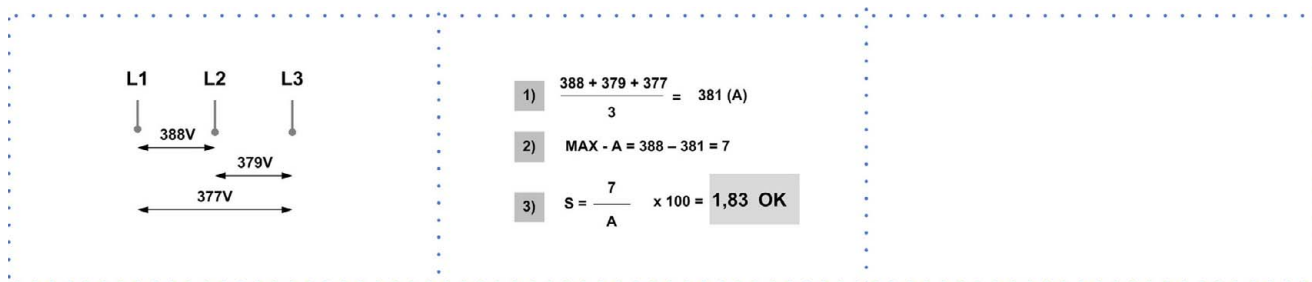 L1 L2 L3
388V
379V
377V
1) 388 + 379 + 377
3
= 381 (A)
2) MAX - A = 388 – 381 = 7
3) S = 7
A
x 100 = 1,83 OK